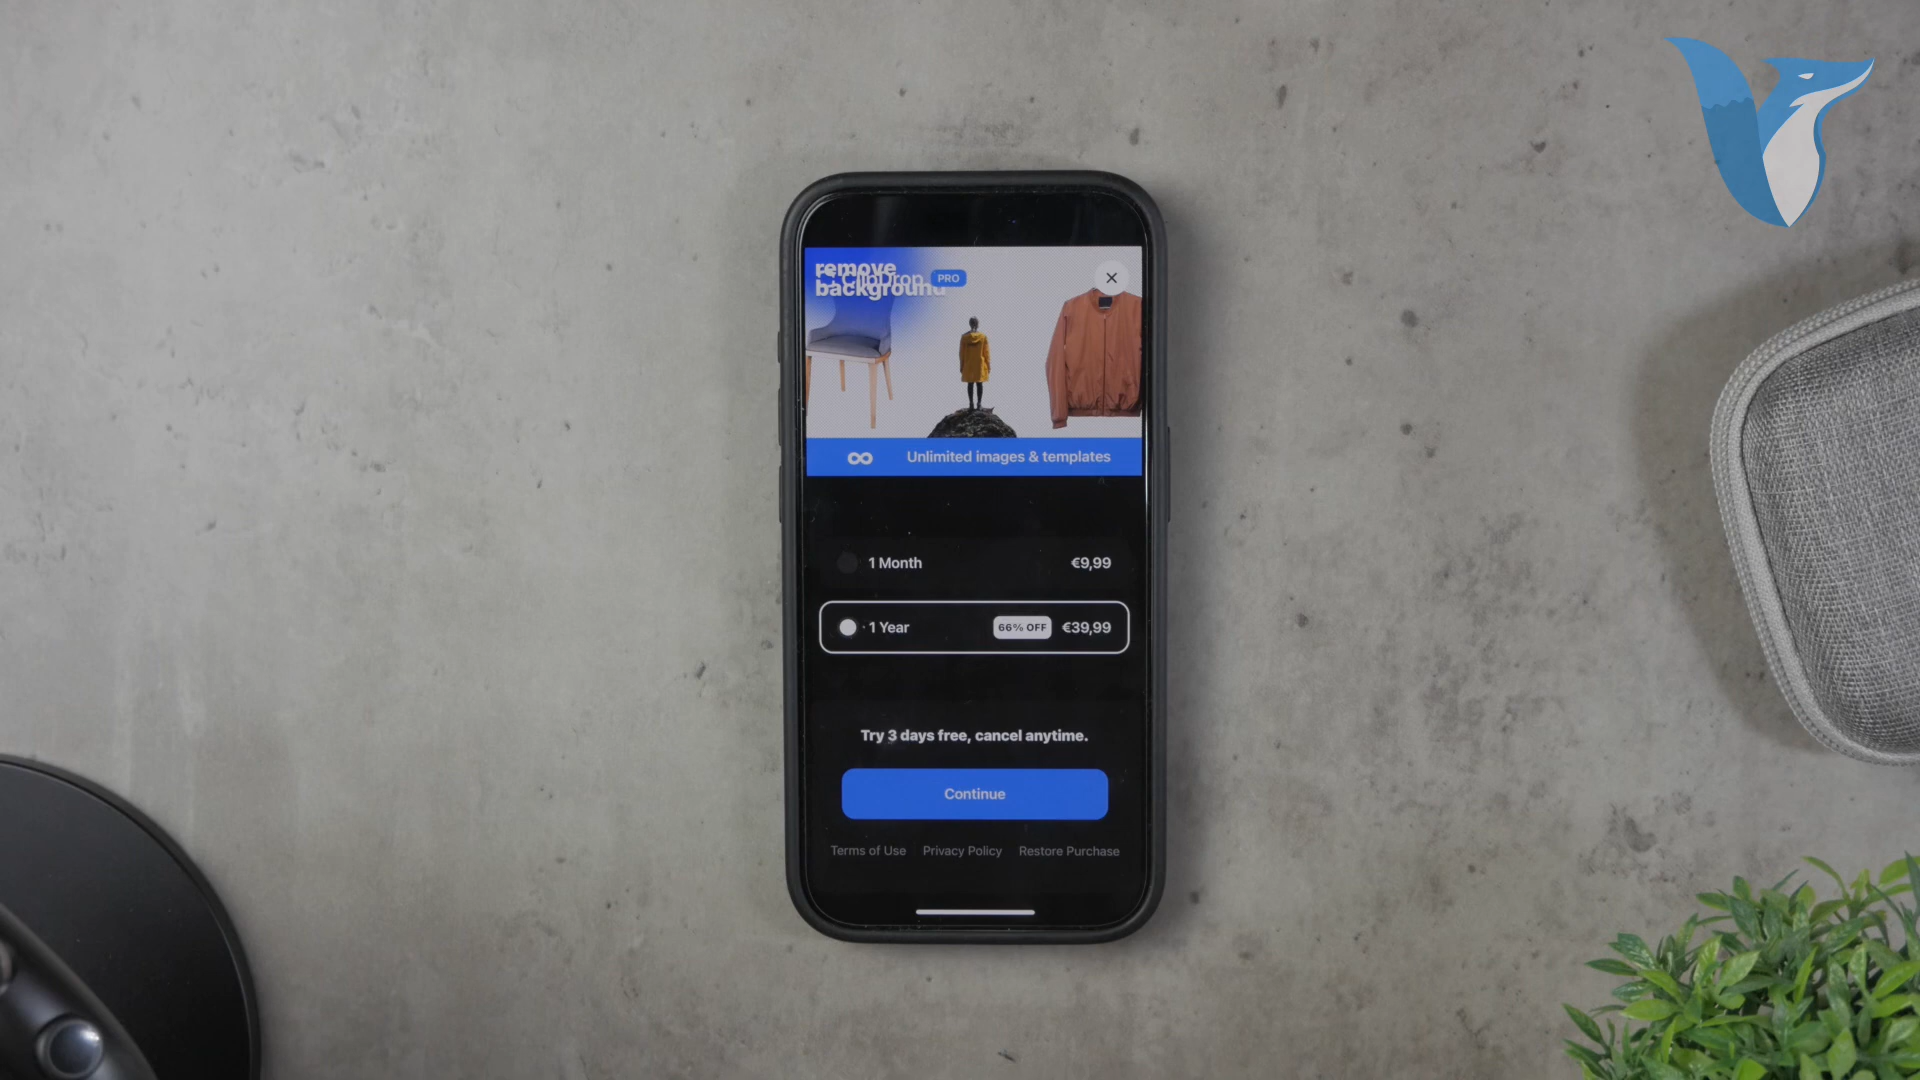 remove
ClipDrop PRO
background
Unlimited images & templates
1 Month €9,99
1 Year 66% OFF €39,99
Try 3 days free, cancel anytime.
Continue
Terms of Use Privacy Policy Restore Purchase